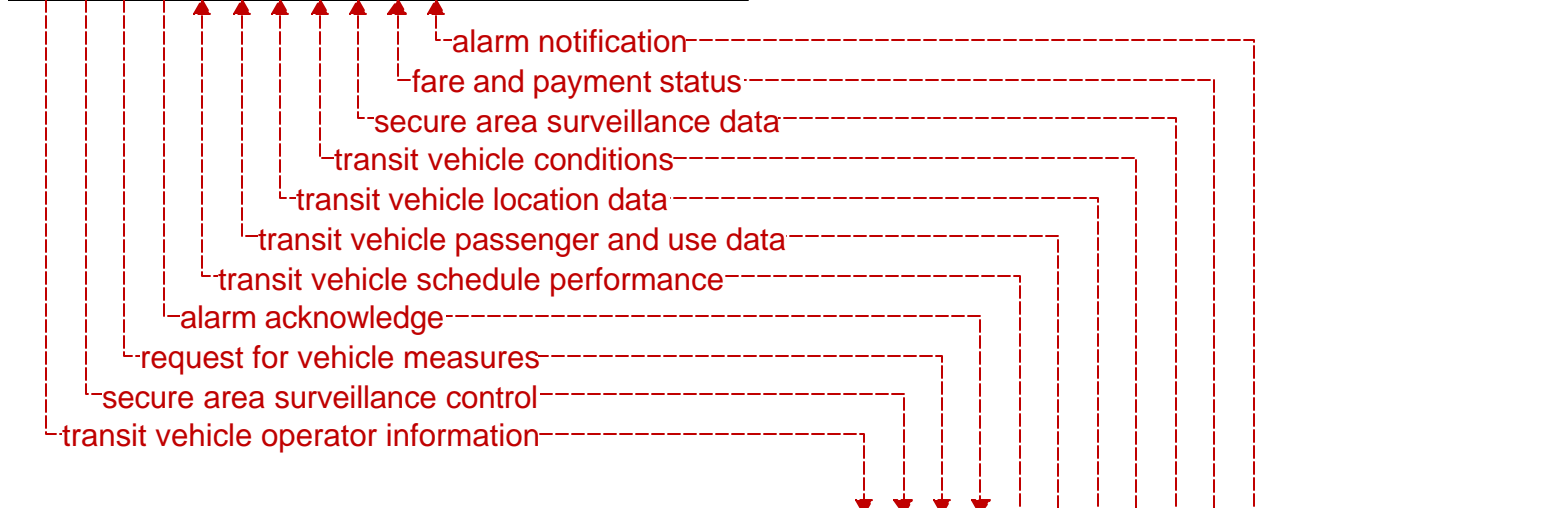 alarm notification
fare and payment status
secure area surveillance data
transit vehicle conditions
transit vehicle location data
transit vehicle passenger and use data
transit vehicle schedule performance
alarm acknowledge
request for vehicle measures
secure area surveillance control
transit vehicle operator information